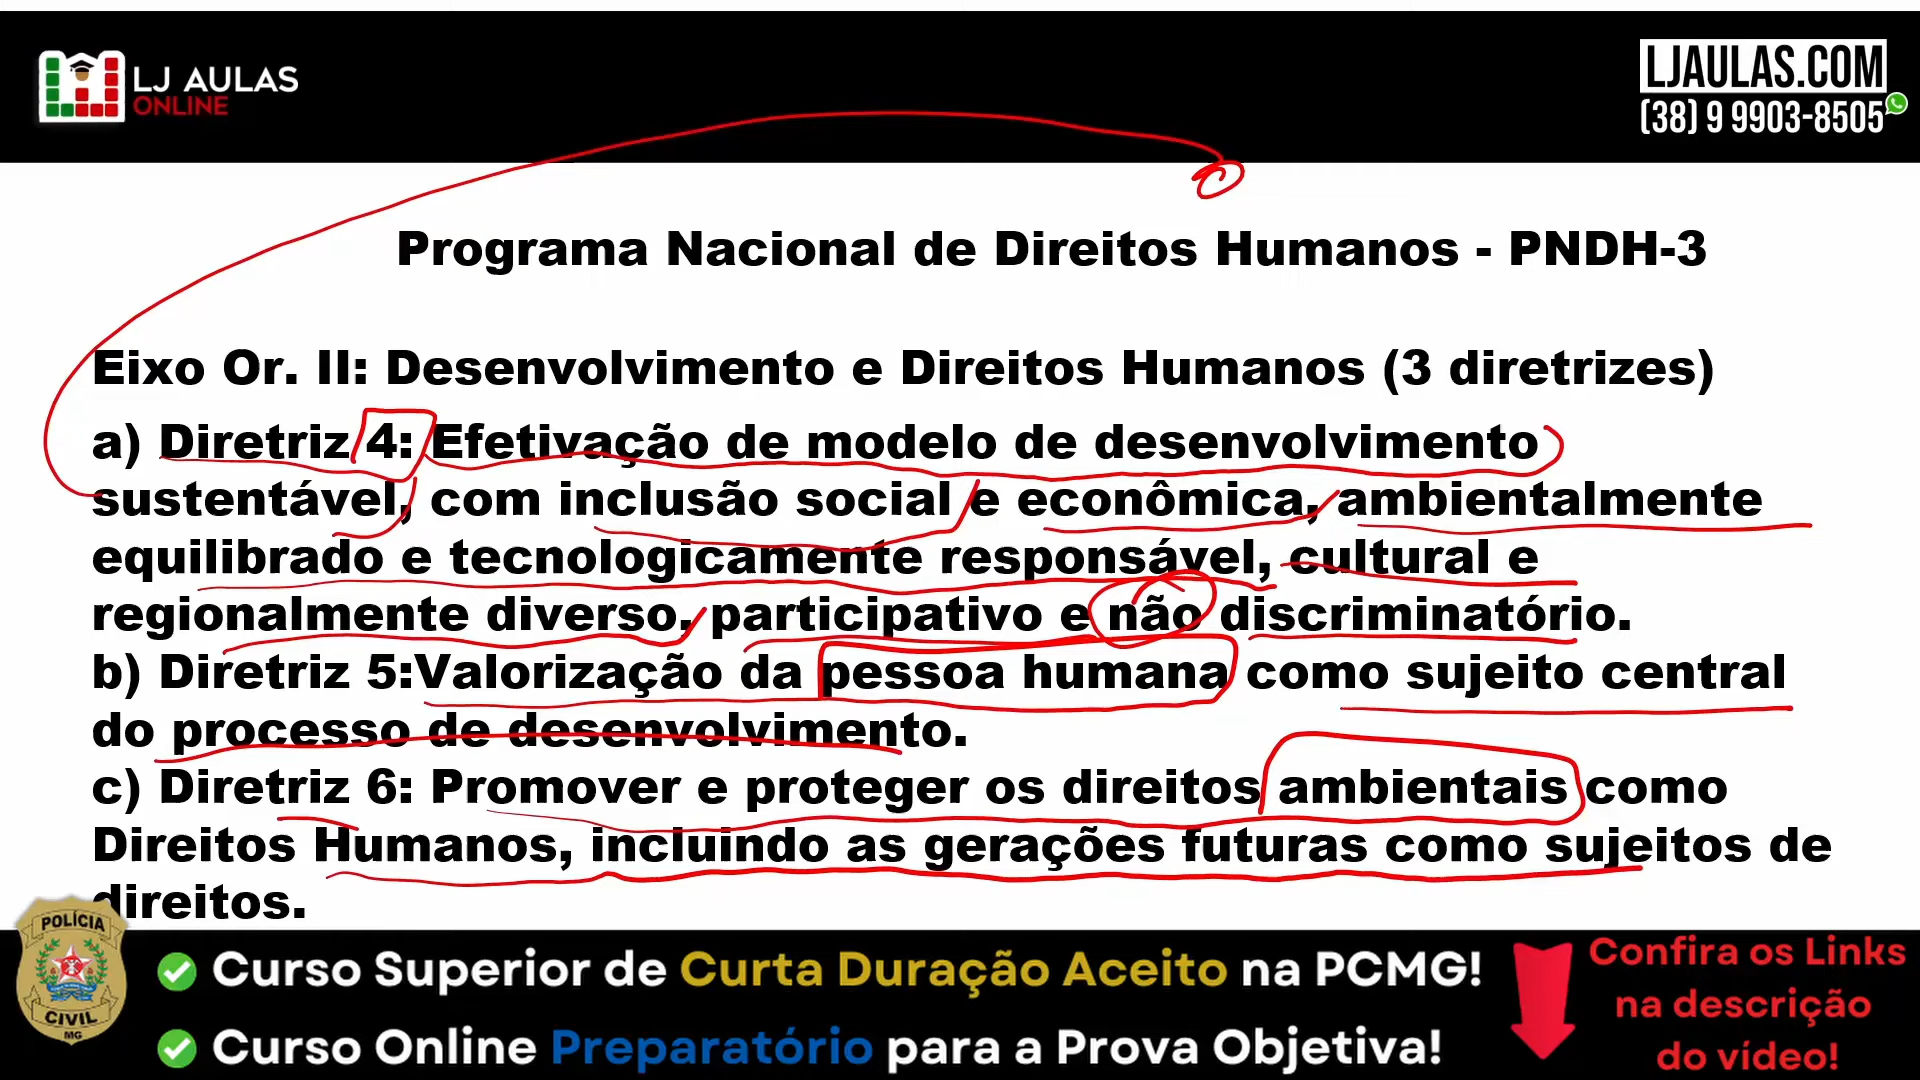 LJ AULAS
ONLINE
LJAULAS.COM
(38) 9 9903-8505
Programa Nacional de Direitos Humanos - PNDH-3
Eixo Or. II: Desenvolvimento e Direitos Humanos (3 diretrizes)
a) Diretriz 4: Efetivação de modelo de desenvolvimento
sustentável, com inclusão social e econômica, ambientalmente
equilibrado e tecnologicamente responsável, cultural e
regionalmente diverso, participativo e não discriminatório.
b) Diretriz 5:Valorização da pessoa humana como sujeito central
do processo de desenvolvimento.
c) Diretriz 6: Promover e proteger os direitos ambientais como
Direitos Humanos, incluindo as gerações futuras como sujeitos de
direitos.
POLÍCIA
CIVIL
MG
Curso Superior de Curta Duração Aceito na PCMG!
Curso Online Preparatório para a Prova Objetiva!
Confira os Links
na descrição
do vídeo!